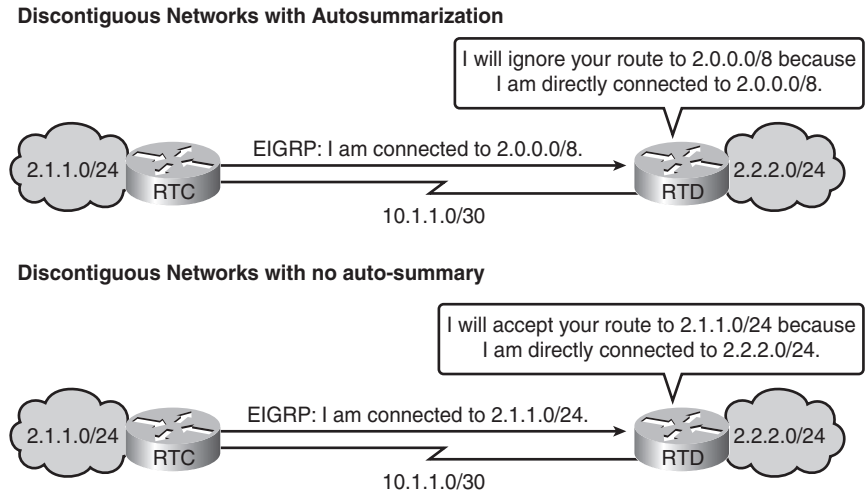 Discontiguous Networks with Autosummarization
I will ignore your route to 2.0.0.0/8 because
I am directly connected to 2.0.0.0/8.
EIGRP: I am connected to 2.0.0.0/8.
2.1.1.0/24
RTC
RTD
2.2.2.0/24
10.1.1.0/30
Discontiguous Networks with no auto-summary
I will accept your route to 2.1.1.0/24 because
I am directly connected to 2.2.2.0/24.
EIGRP: I am connected to 2.1.1.0/24.
2.1.1.0/24
RTC
RTD
2.2.2.0/24
10.1.1.0/30